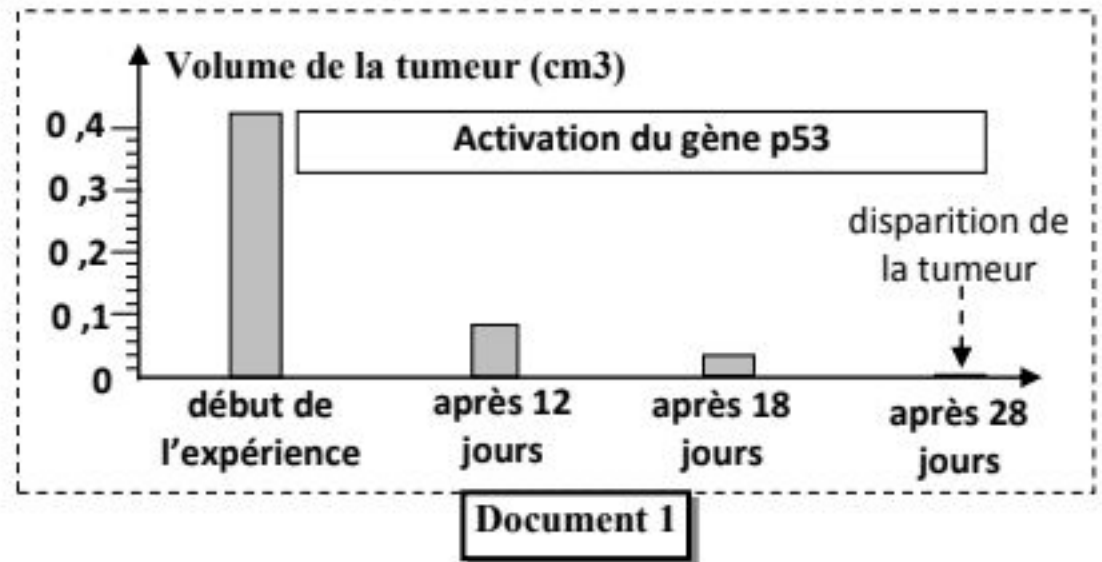 Volume de la tumeur (cm3)
0 ,4
Activation du gène p53
0 ,3
disparition de
la tumeur
0 ,2
0 ,1
0
début de
l'expérience
après 12
jours
après 18
jours
après 28
jours
Document 1